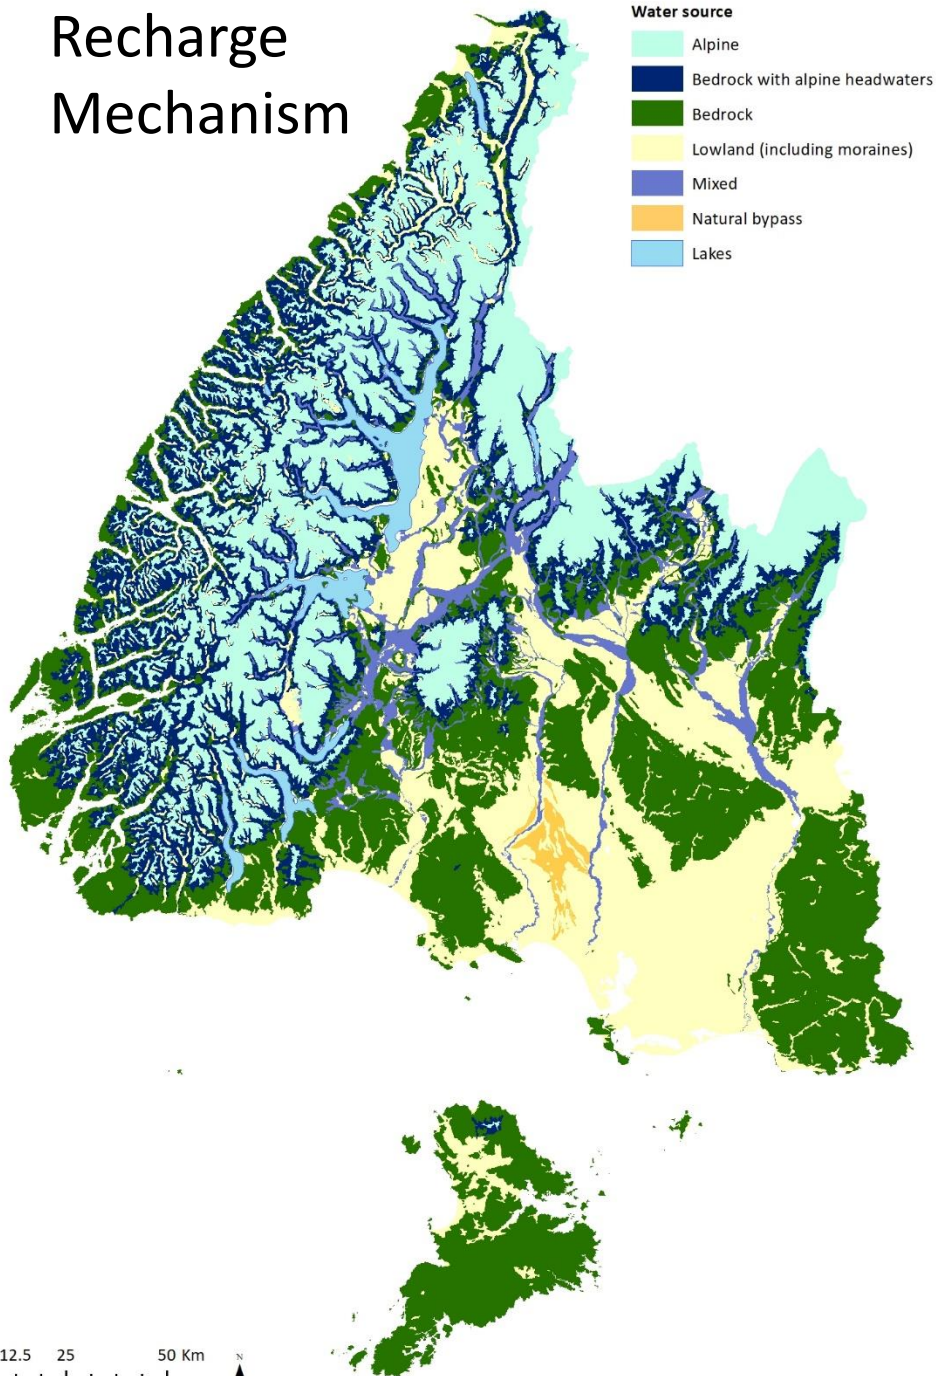 Recharge
Mechanism
Water source
Alpine
Bedrock with alpine headwaters
Bedrock
Lowland (including moraines)
Mixed
Natural bypass
Lakes
12.5 25 50 Km
N